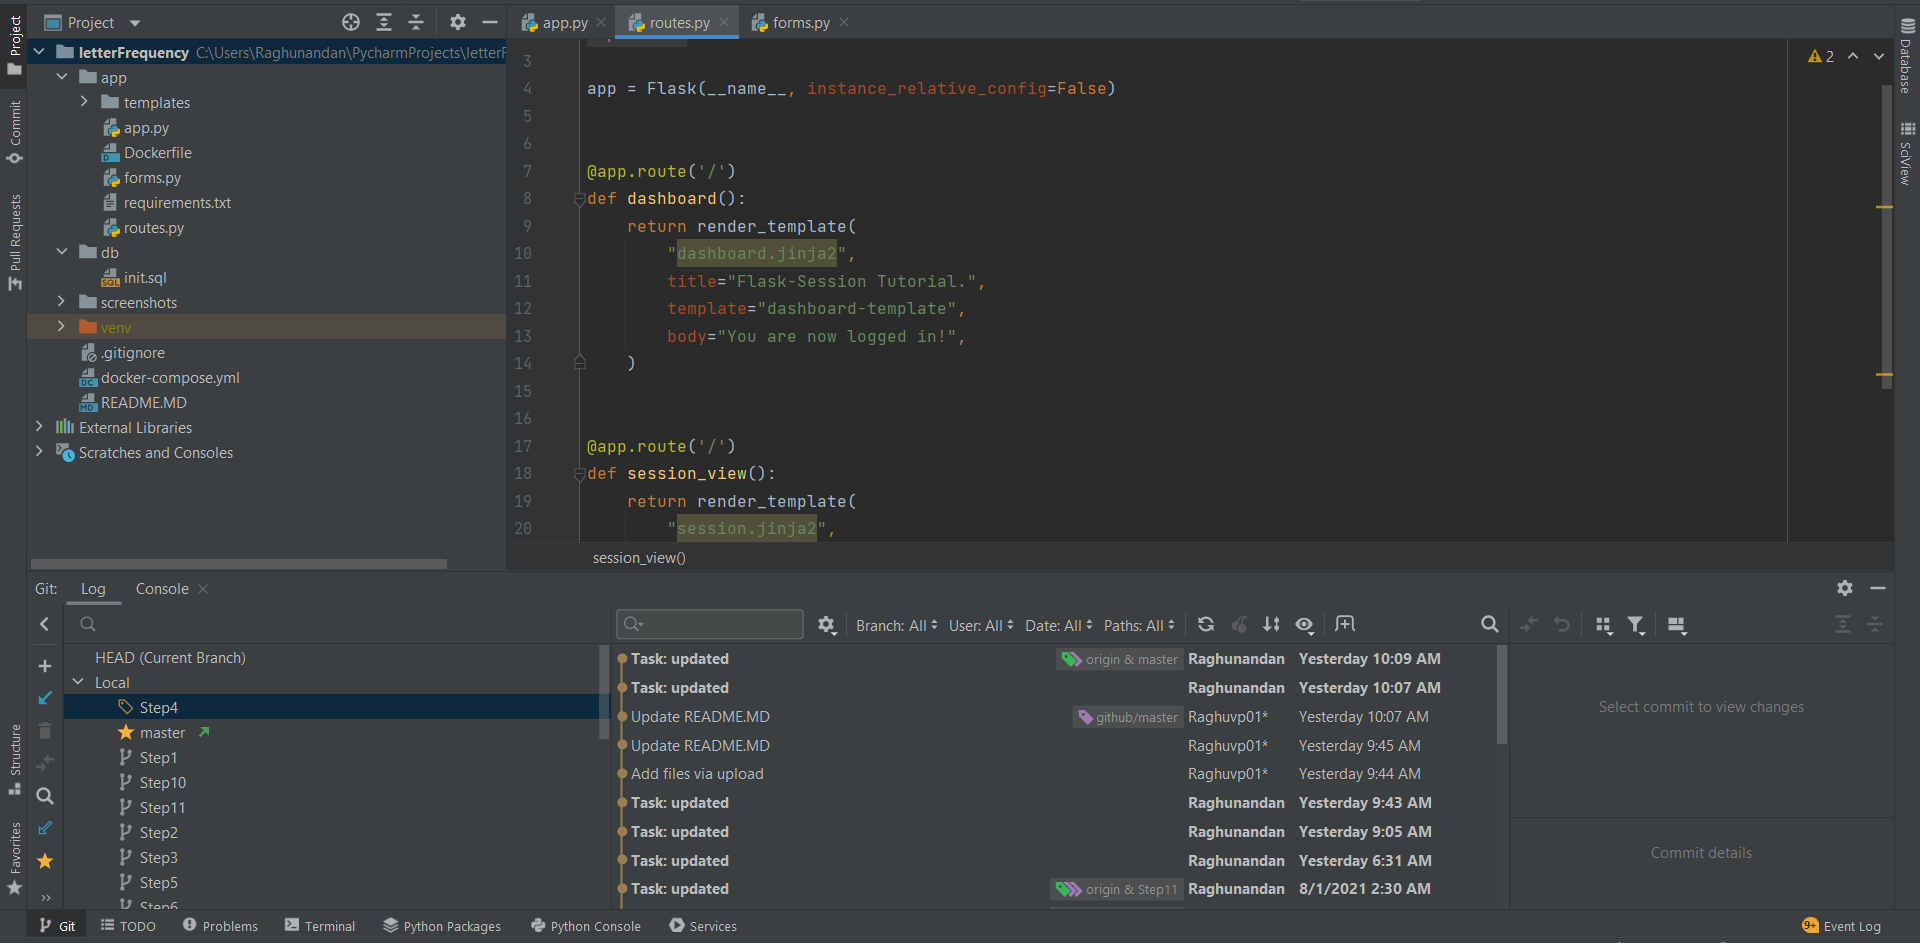 Project
app.py
routes.py
forms.py
Project
Commit
Pull Requests
Structure
Favorites
Database
SciView
letterFrequency C:\Users\Raghunandan\PycharmProjects\letterF
app
templates
app.py
Dockerfile
forms.py
requirements.txt
routes.py
db
init.sql
screenshots
venv
.gitignore
docker-compose.yml
README.MD
External Libraries
Scratches and Consoles
2
3
4 app = Flask(__name__, instance_relative_config=False)
5
6
7 @app.route('/')
8 def dashboard():
9 return render_template(
10 "dashboard.jinja2",
11 title="Flask-Session Tutorial.",
12 template="dashboard-template",
13 body="You are now logged in!",
14 )
15
16
17 @app.route('/')
18 def session_view():
19 return render_template(
20 "session.jinja2",
session_view()
Git: Log Console
Branch: All User: All Date: All Paths: All
HEAD (Current Branch)
Local
Step4
master
Step1
Step10
Step11
Step2
Step3
Step5
Step6
Task: updated origin & master Raghunandan Yesterday 10:09 AM
Task: updated Raghunandan Yesterday 10:07 AM
Update README.MD github/master Raghuvp01* Yesterday 10:07 AM
Update README.MD Raghuvp01* Yesterday 9:45 AM
Add files via upload Raghuvp01* Yesterday 9:44 AM
Task: updated Raghunandan Yesterday 9:43 AM
Task: updated Raghunandan Yesterday 9:05 AM
Task: updated Raghunandan Yesterday 6:31 AM
Task: updated origin & Step11 Raghunandan 8/1/2021 2:30 AM
Select commit to view changes
Commit details
Git TODO Problems Terminal Python Packages Python Console Services 9+ Event Log